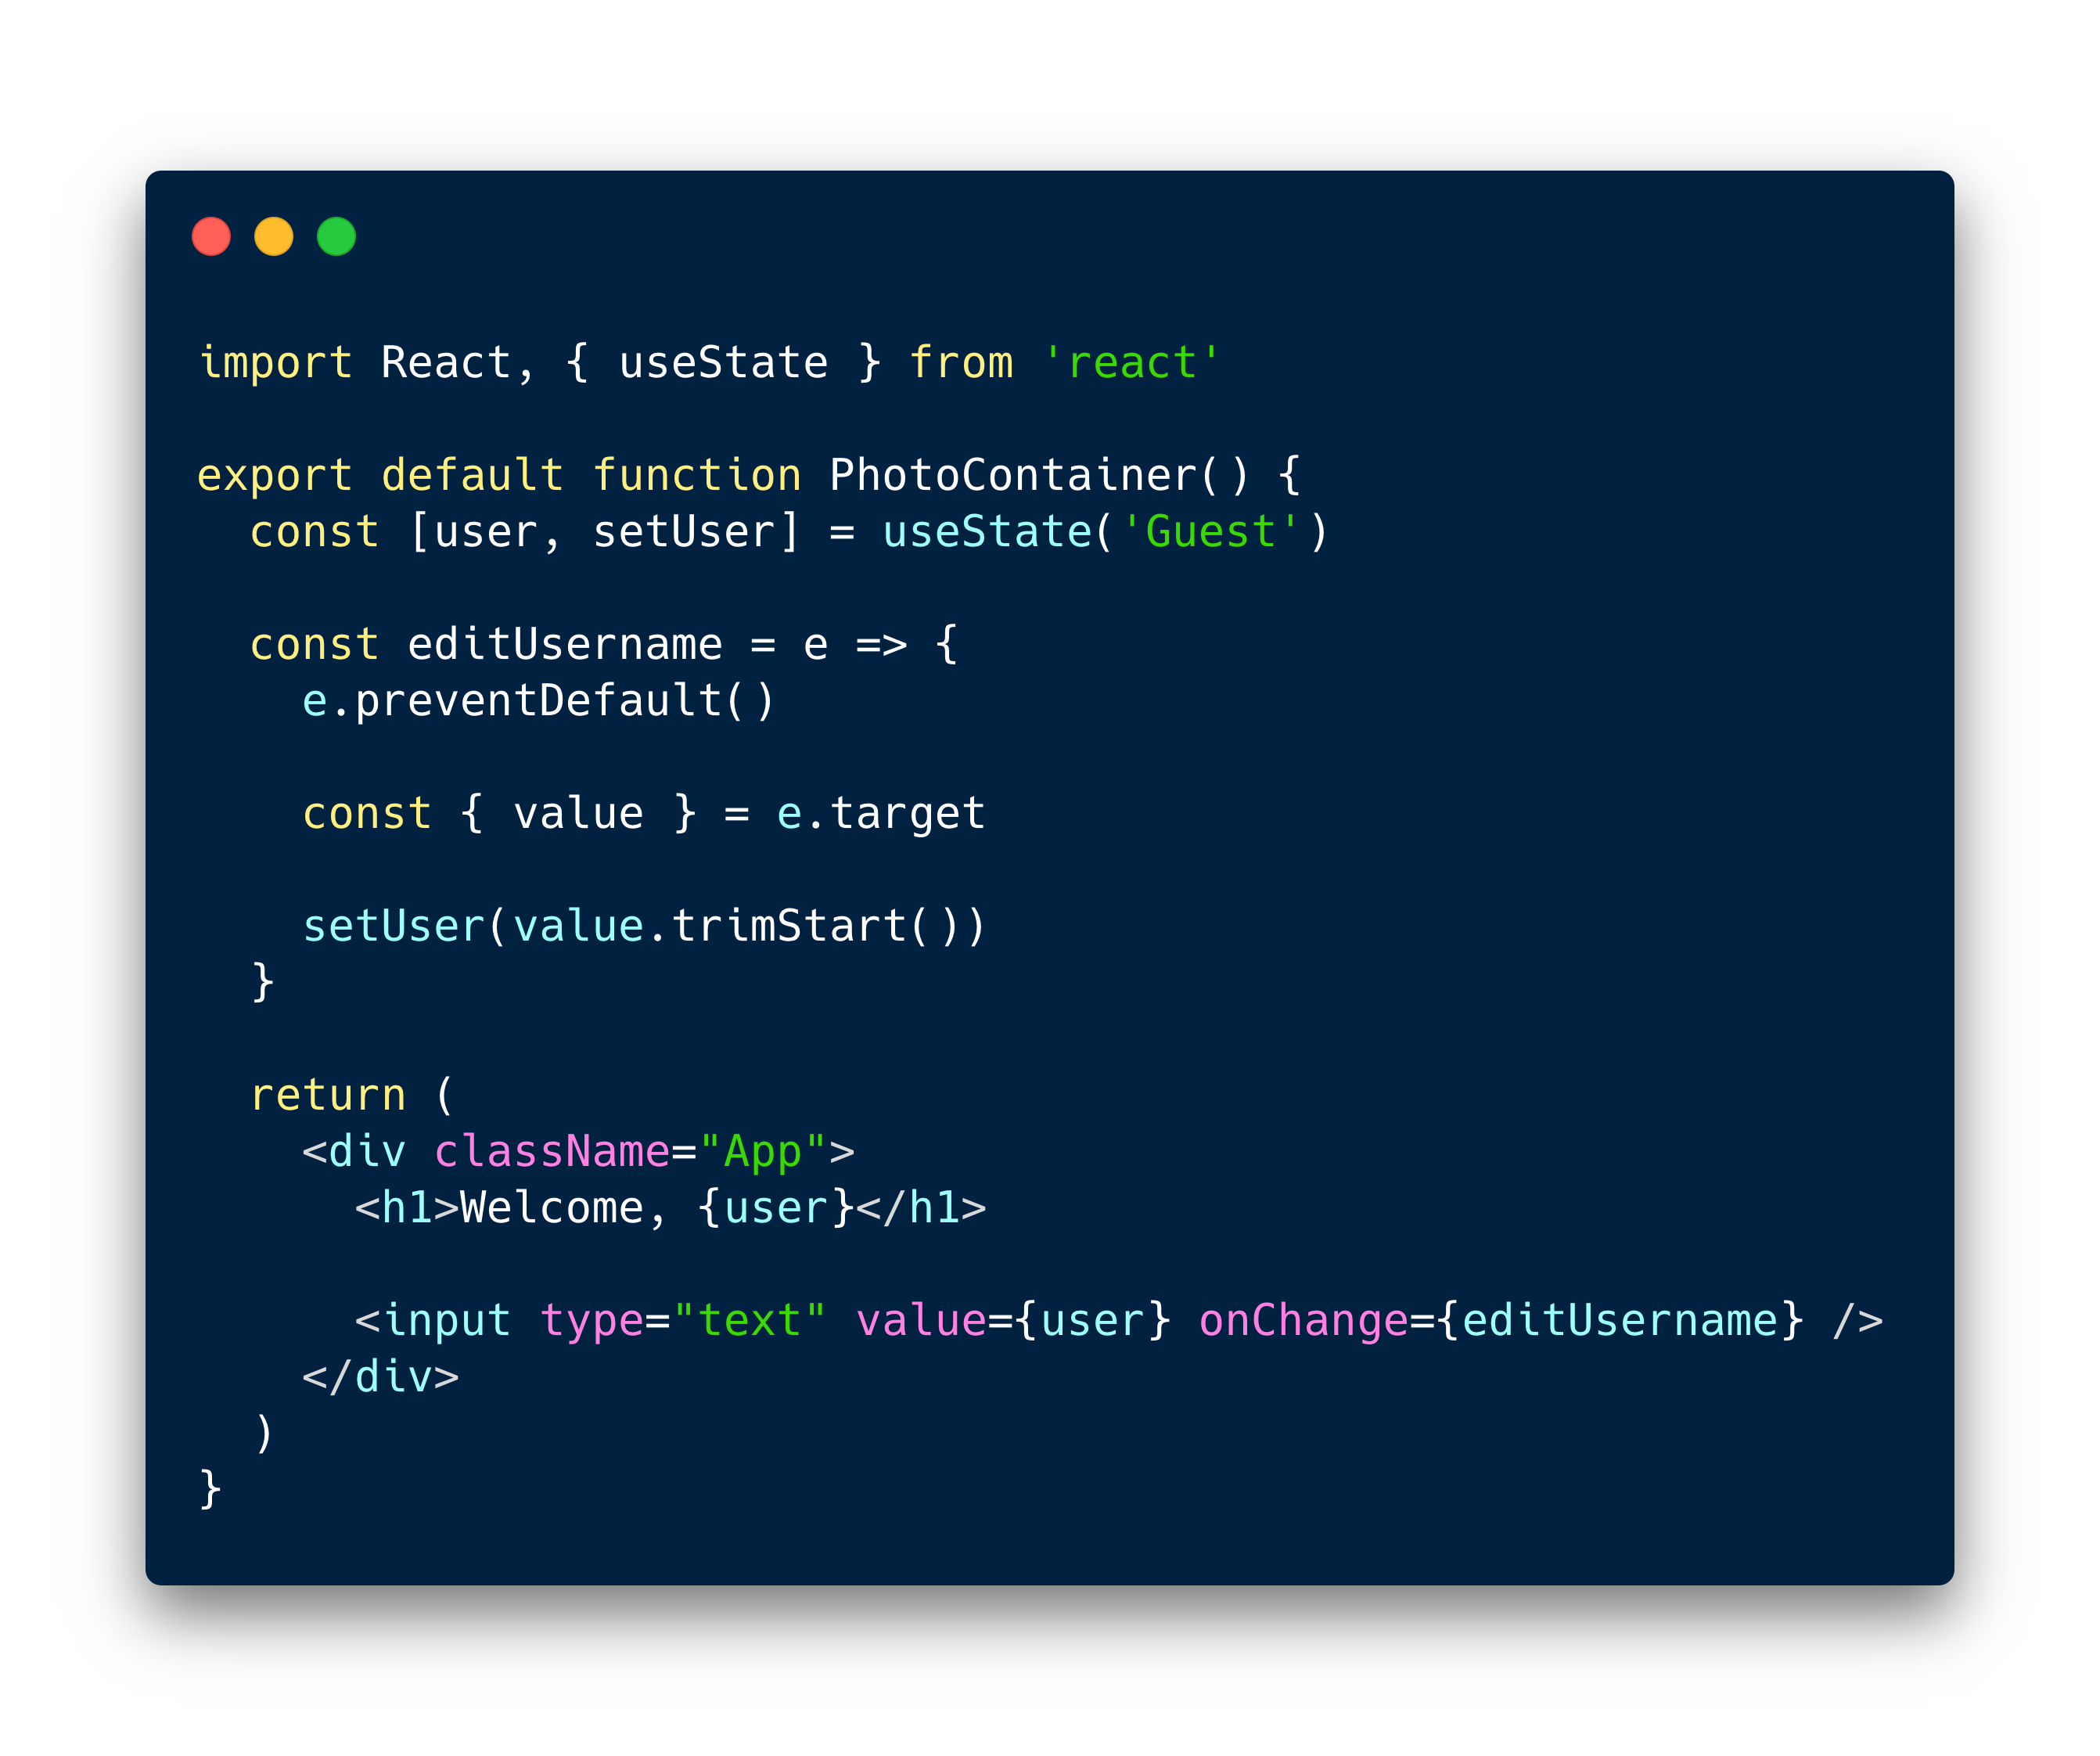 import React, { useState } from 'react'
export default function PhotoContainer() {
const [user, setUser] = useState('Guest')
const editUsername = e => {
e.preventDefault()
const { value } = e.target
setUser(value.trimStart())
}
return (
<div className="App">
<h1>Welcome, {user}</h1>
<input type="text" value={user} onChange={editUsername} />
</div>
)
}